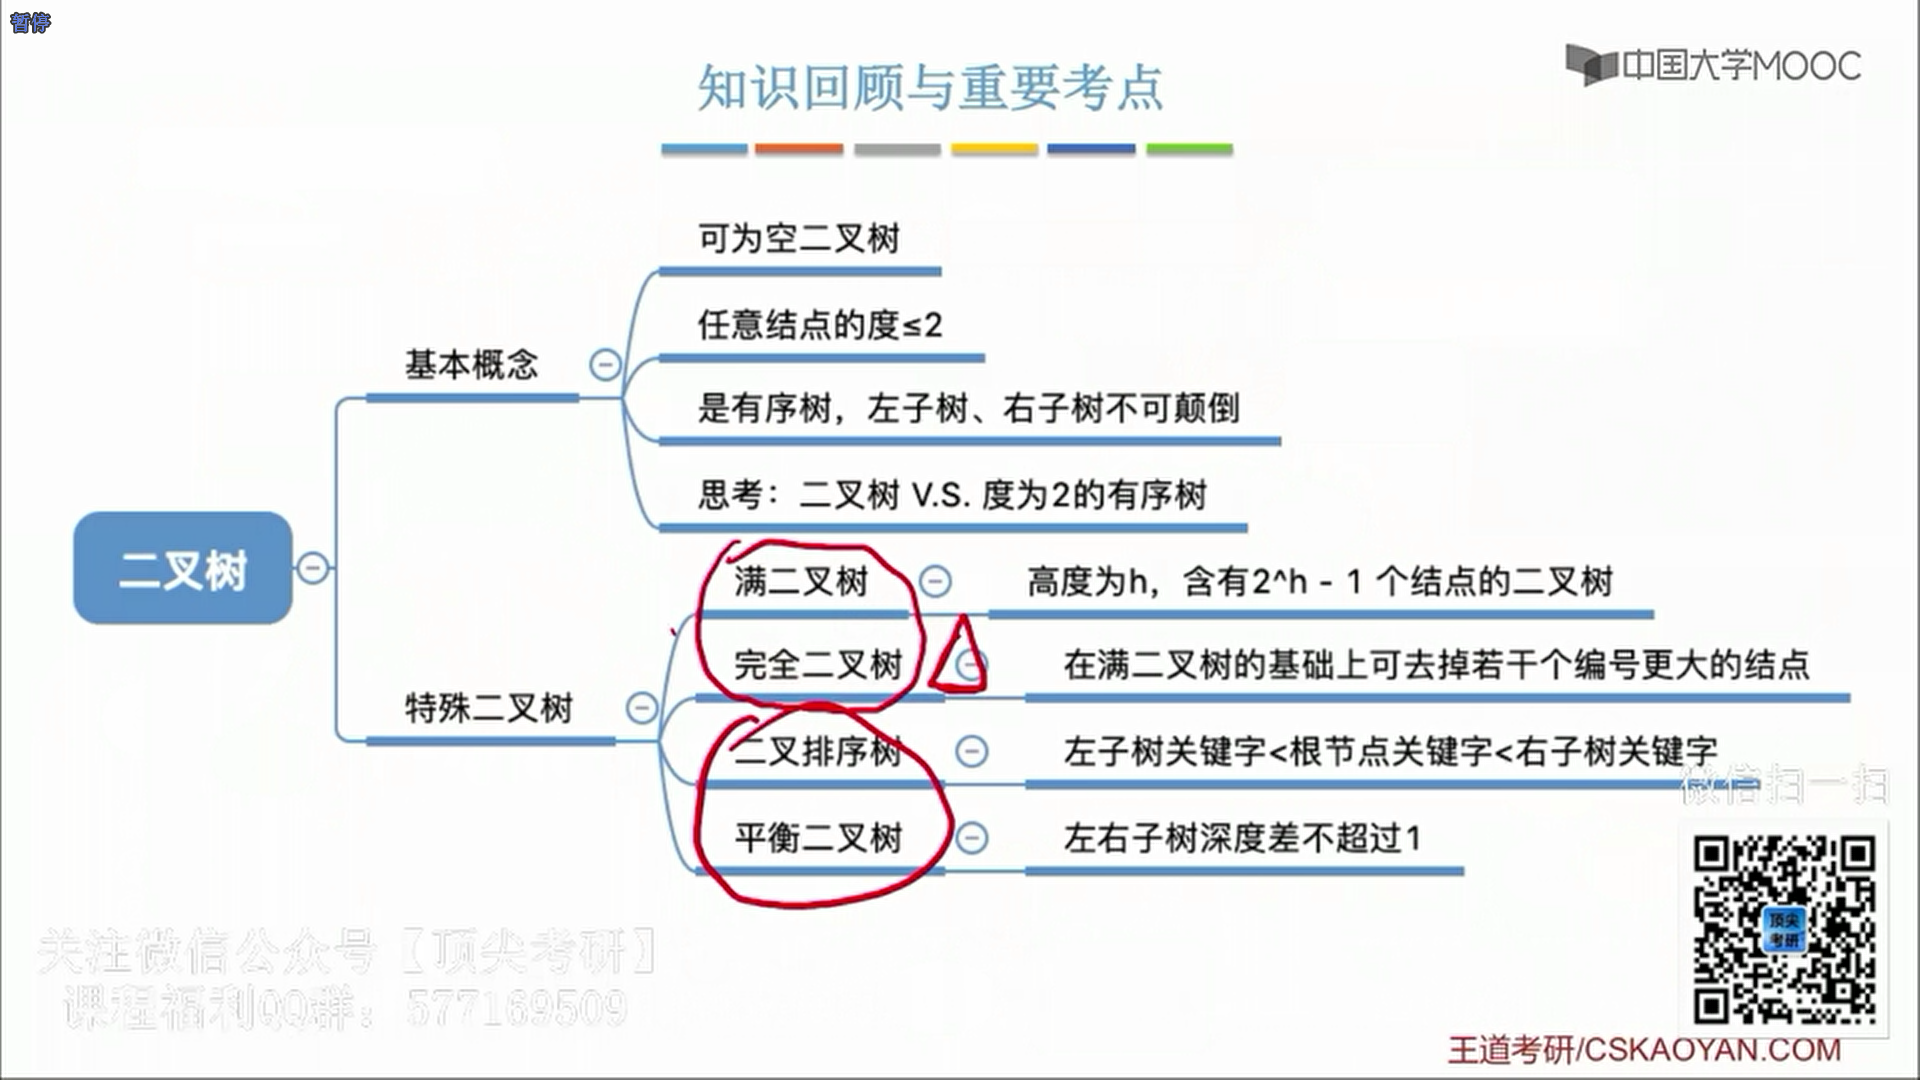 暂停
知识回顾与重要考点
中国大学MOOC
可为空二叉树
任意结点的度≤2
基本概念
是有序树，左子树、右子树不可颠倒
思考：二叉树 V.S. 度为2的有序树
二叉树
满二叉树
高度为h，含有2^h - 1 个结点的二叉树
完全二叉树
在满二叉树的基础上可去掉若干个编号更大的结点
特殊二叉树
二叉排序树
左子树关键字<根节点关键字<右子树关键字
微信扫一扫
平衡二叉树
左右子树深度差不超过1
顶尖
考研
关注微信公众号【顶尖考研】
课程福利QQ群：577169509
王道考研/CSKAOYAN.COM